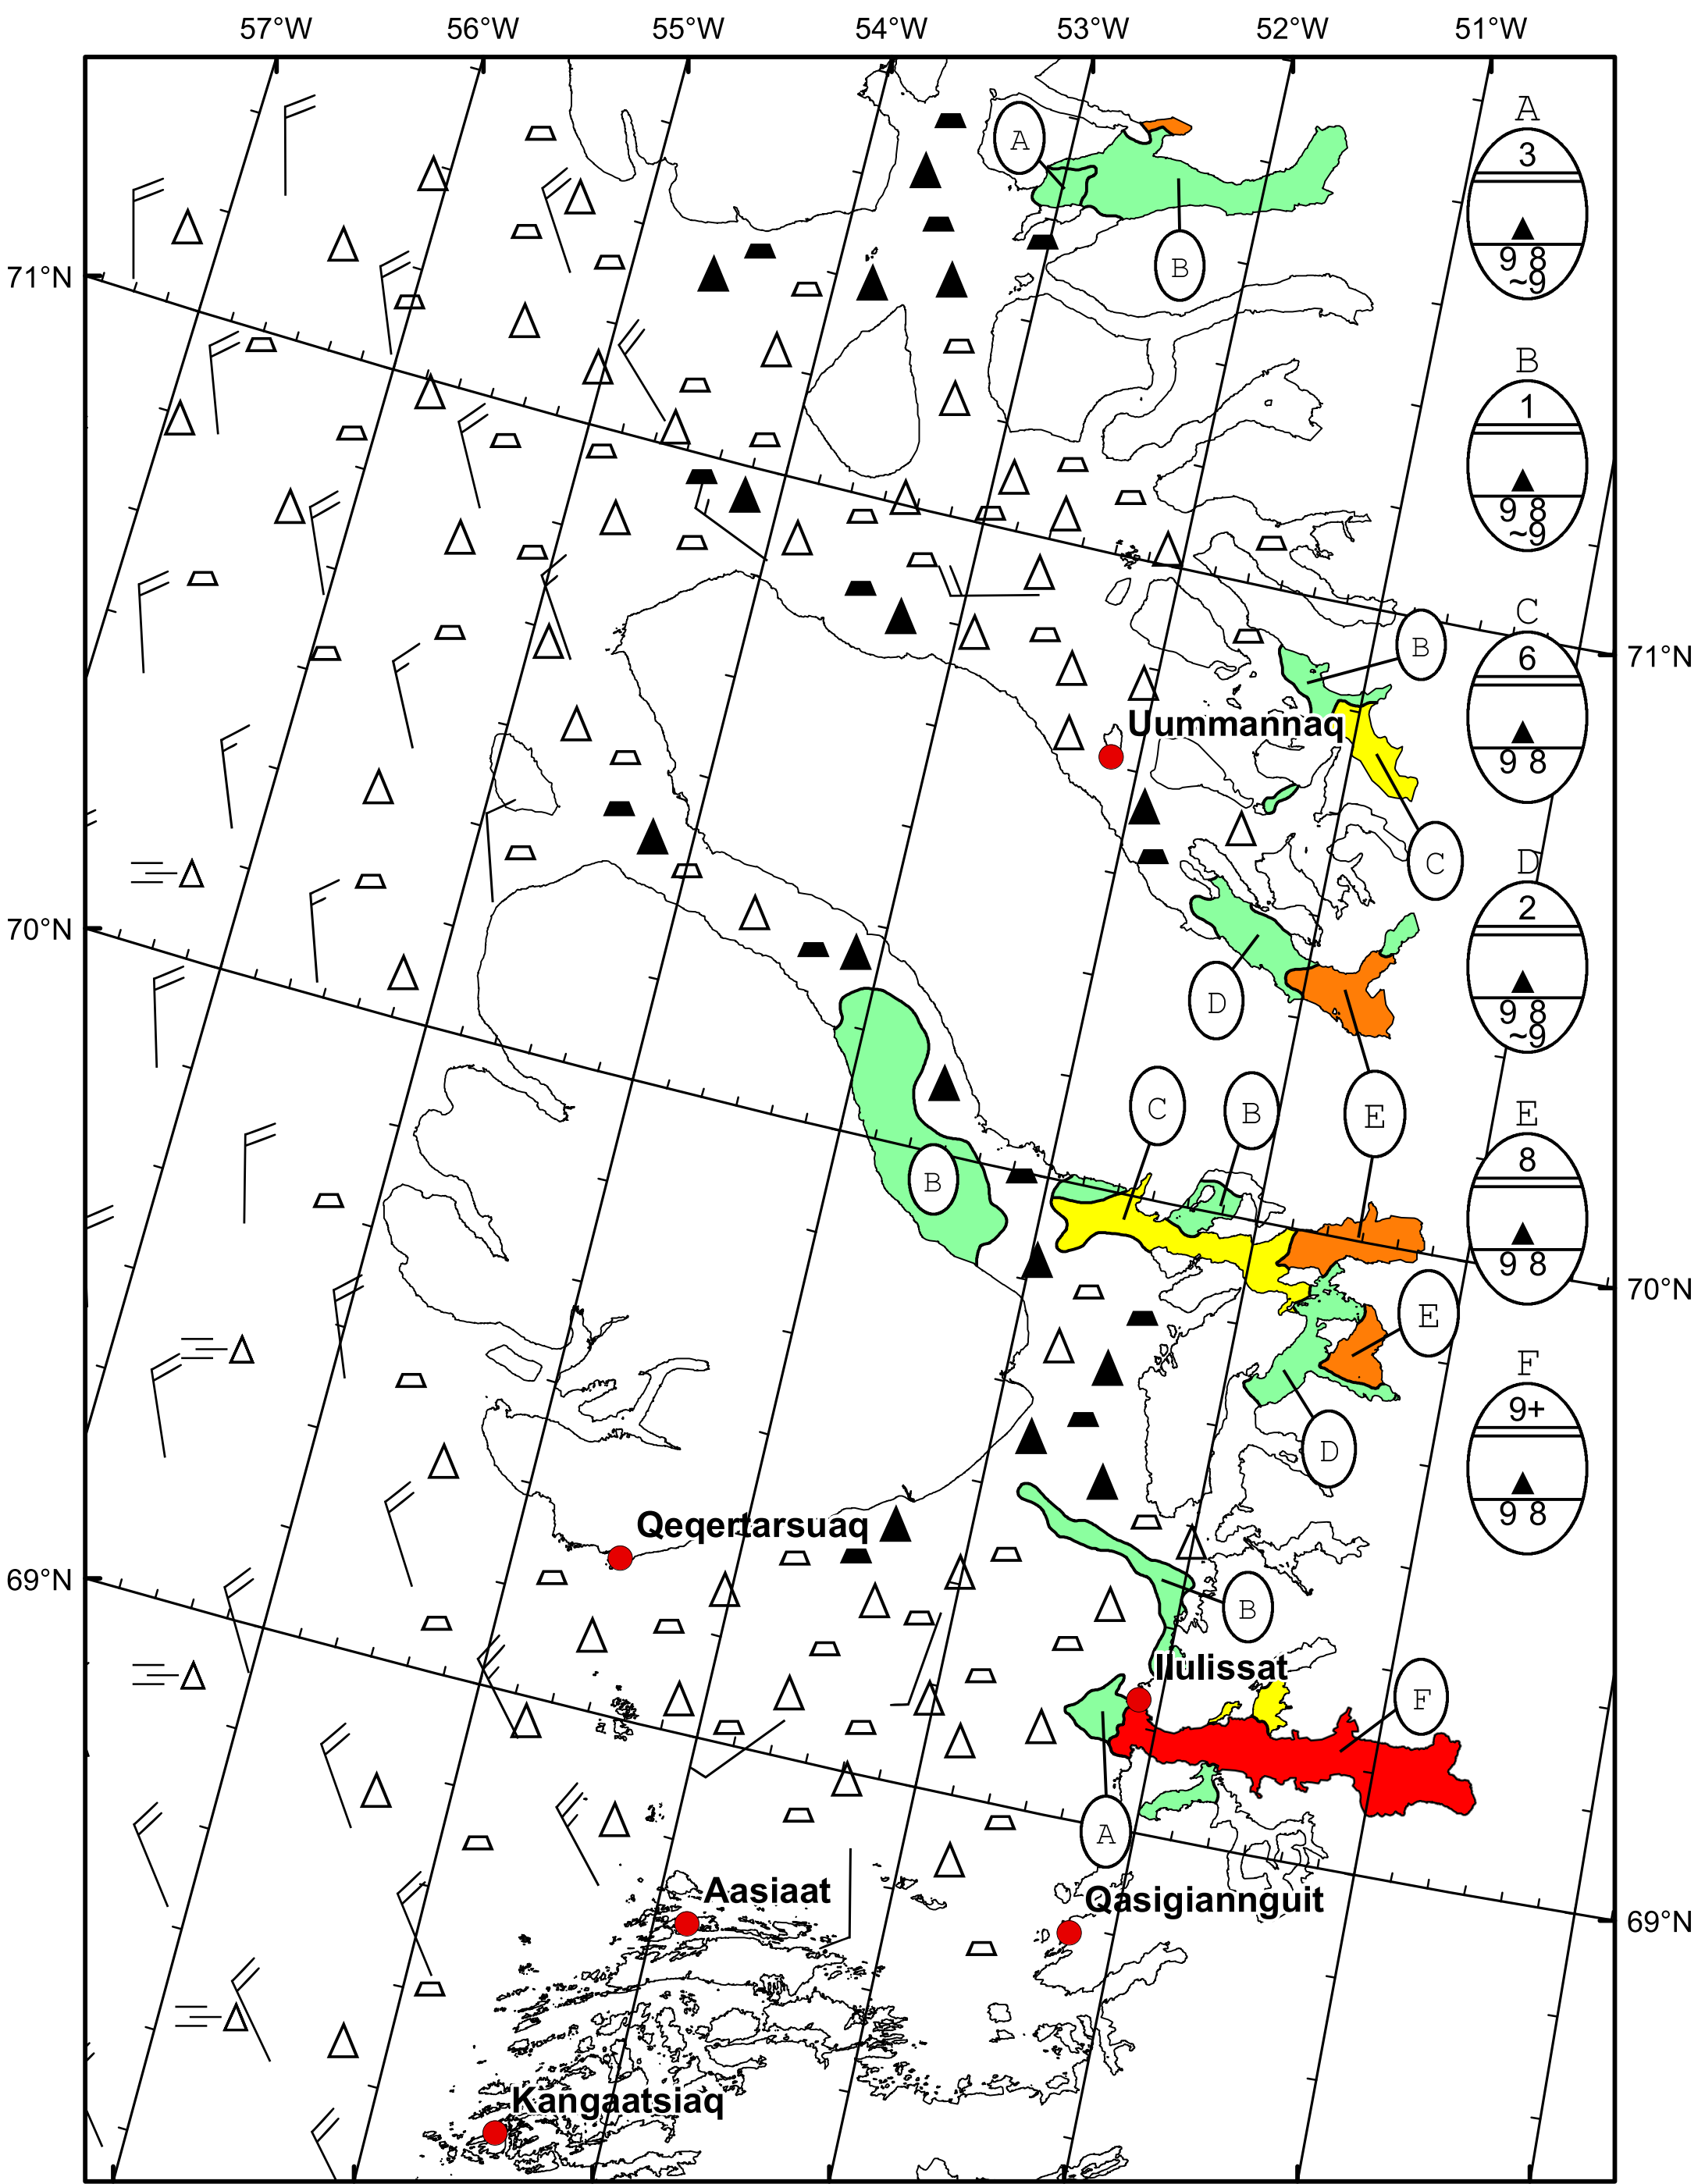 57°W 56°W 55°W 54°W 53°W 52°W 51°W
A
3
9 8
~9
A
B
71°N
B
1
9 8
~9
C
6
9 8
B
71°N
Uummannaq
C
D
2
9 8
~9
70°N
D
E
8
9 8
C
B
E
B
70°N
E
F
9+
9 8
D
Qeqertarsuaq
69°N
B
Ilulissat
F
A
Aasiaat
Qasigiannguit
69°N
Kangaatsiaq